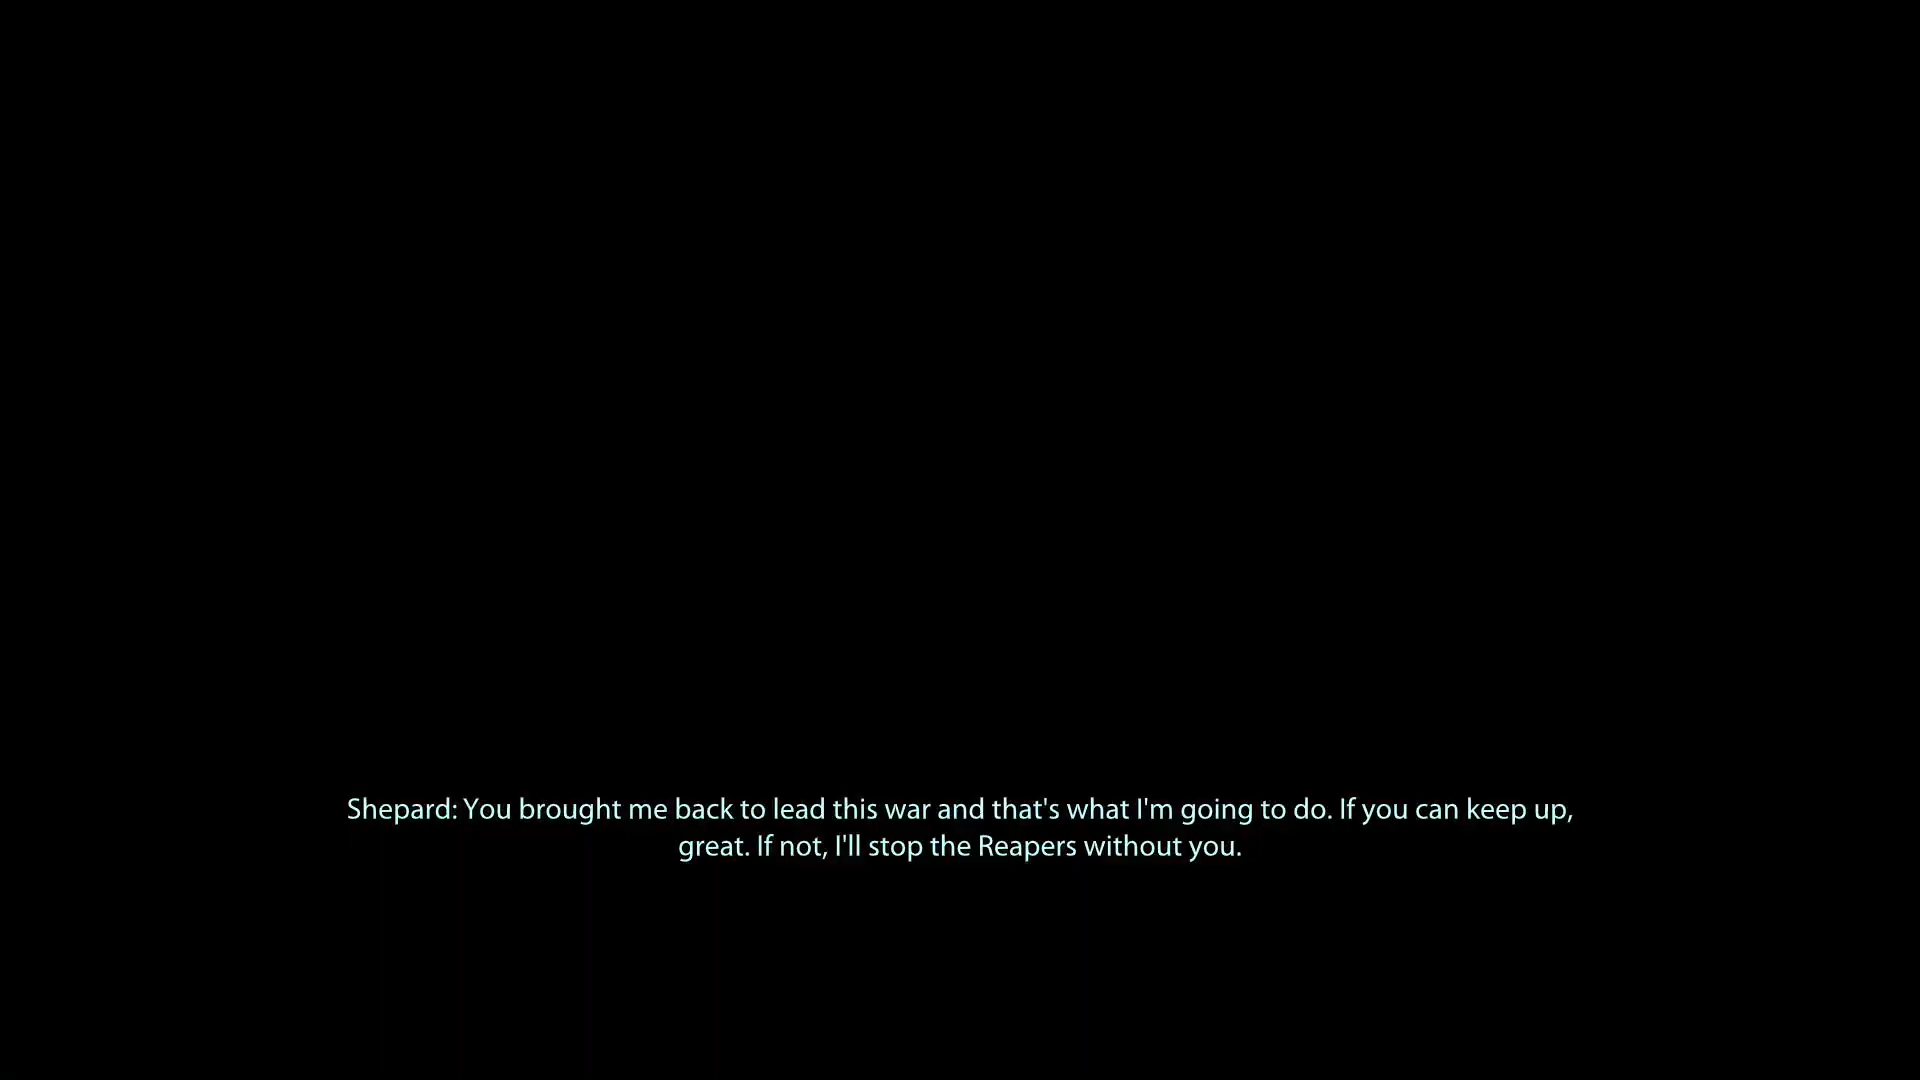 Shepard: You brought me back to lead this war and that's what I'm going to do. If you can keep up,
great. If not, I'll stop the Reapers without you.